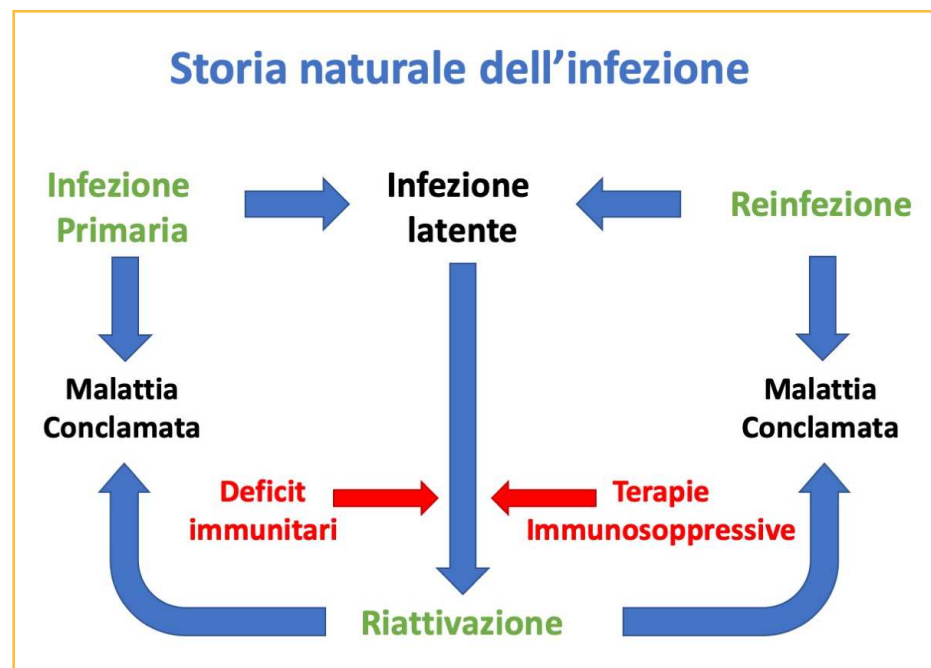 Storia naturale dell’infezione
Infezione
Primaria
Infezione
latente
Reinfezione
Malattia
Conclamata
Malattia
Conclamata
Deficit
immunitari
Terapie
Immunosoppressive
Riattivazione